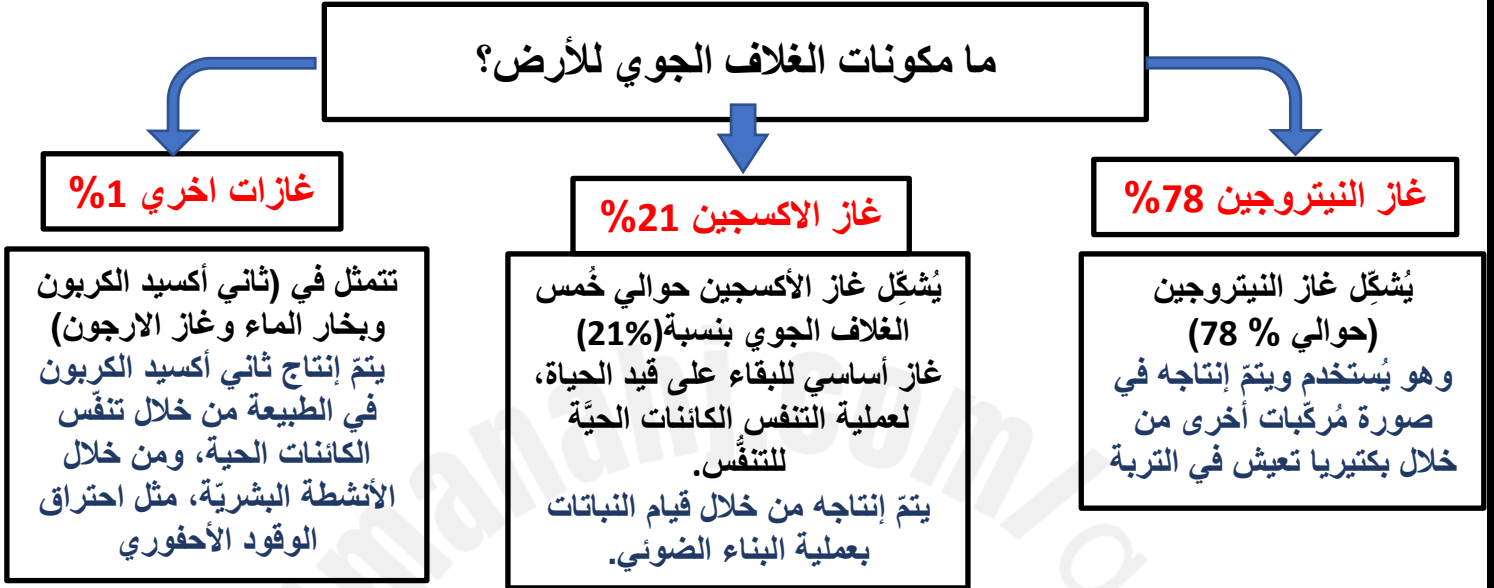 ما مكونات الغلاف الجوي للأرض؟
غاز النيتروجين 78%
يُشكِّل غاز النيتروجين
(حوالي % 78)
وهو يُستخدم ويتمّ إنتاجه في
صورة مُركّبات أخرى من
خلال بكتيريا تعيش في التربة
غاز الاكسجين 21%
يُشكِّل غاز الأكسجين حوالي خُمس
الغلاف الجوي بنسبة(21%)
غاز أساسي للبقاء على قيد الحياة،
لعملية التنفس الكائنات الحيَّة
للتنفُّس.
يتمّ إنتاجه من خلال قيام النباتات
بعملية البناء الضوئي.
غازات اخري 1%
تتمثل في (ثاني أكسيد الكربون
وبخار الماء وغاز الارجون)
يتمّ إنتاج ثاني أكسيد الكربون
في الطبيعة من خلال تنفّس
الكائنات الحية، ومن خلال
الأنشطة البشريّة، مثل احتراق
الوقود الأحفوري